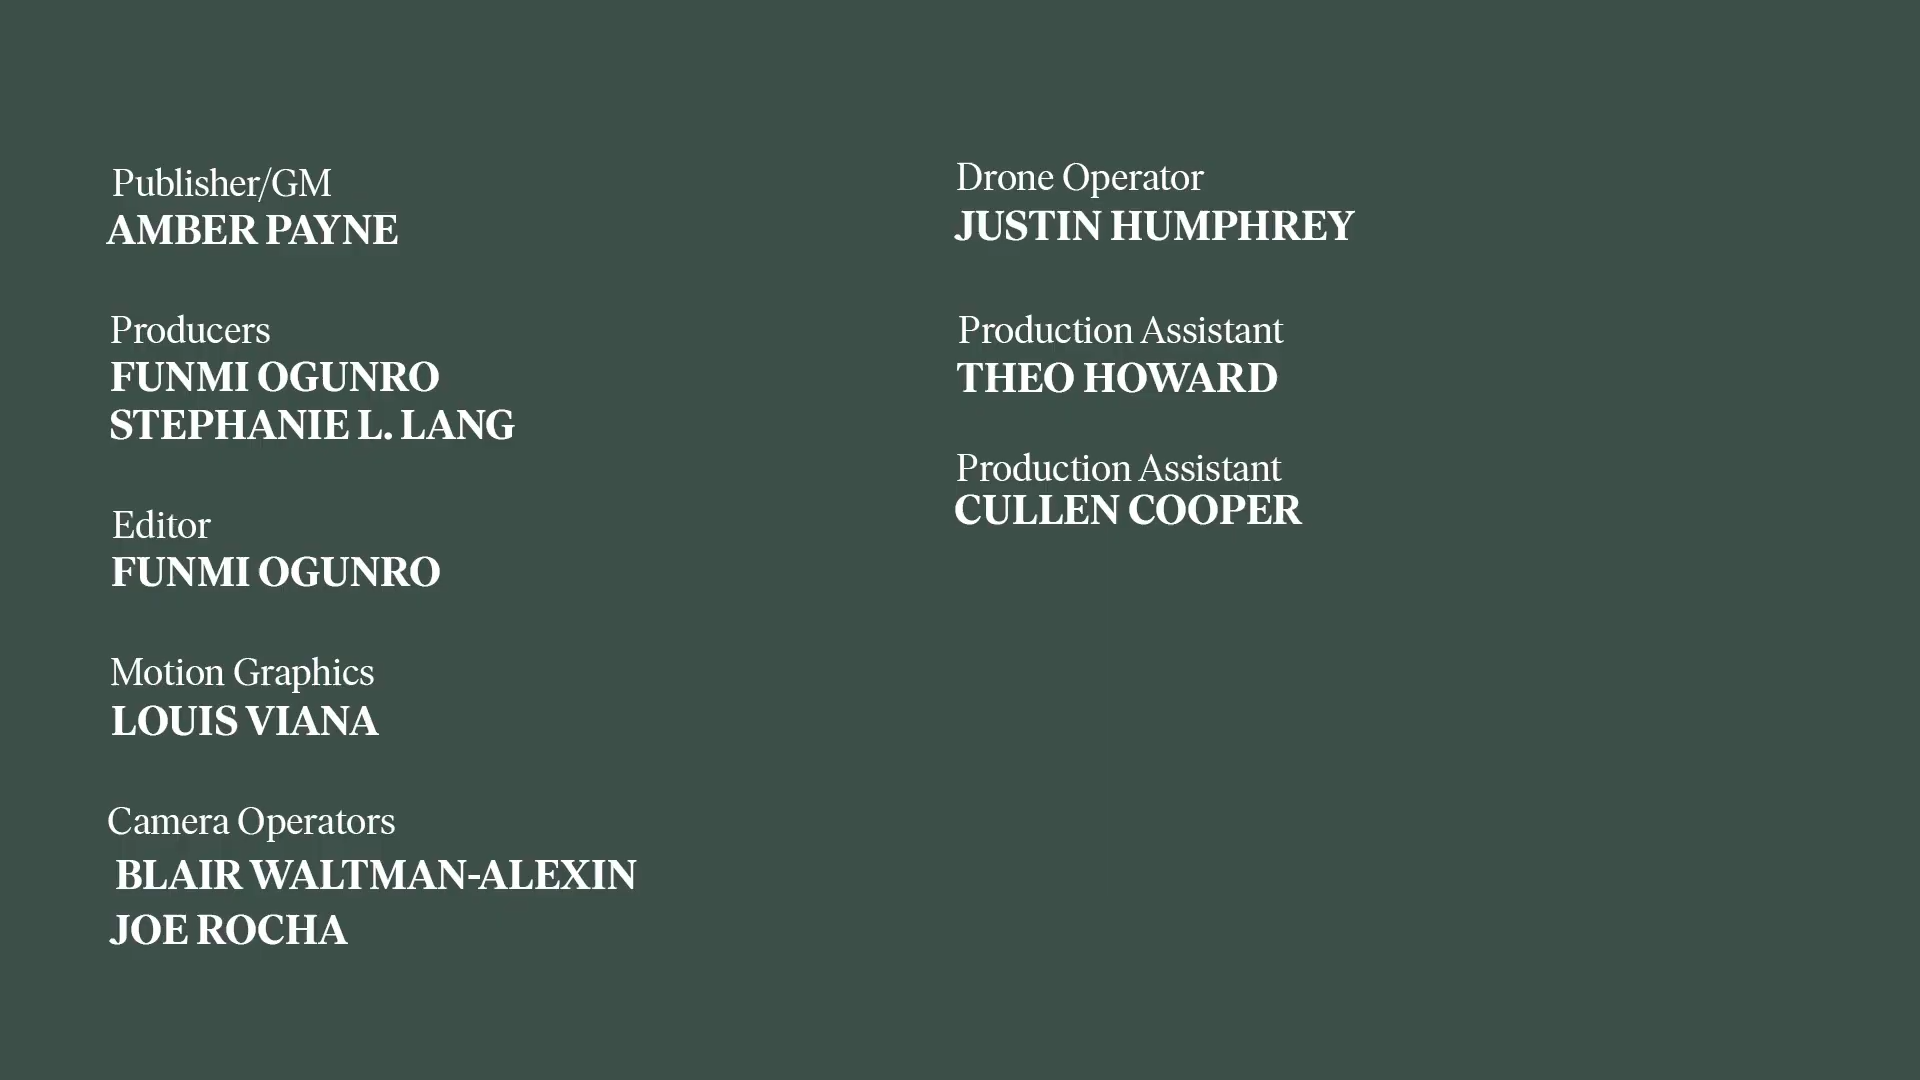 Publisher/GM
AMBER PAYNE
Producers
FUNMI OGUNRO
STEPHANIE L. LANG
Editor
FUNMI OGUNRO
Motion Graphics
LOUIS VIANA
Camera Operators
BLAIR WALTMAN-ALEXIN
JOE ROCHA
Drone Operator
JUSTIN HUMPHREY
Production Assistant
THEO HOWARD
Production Assistant
CULLEN COOPER